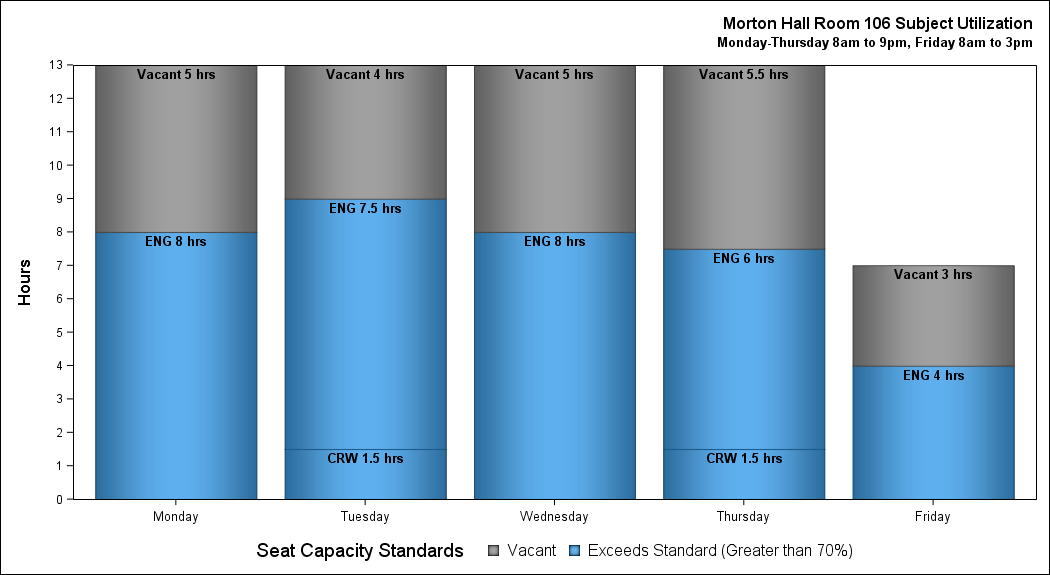 Morton Hall Room 106 Subject Utilization
Monday-Thursday 8am to 9pm, Friday 8am to 3pm
Hours
13
12
11
10
9
8
7
6
5
4
3
2
1
0
Vacant 5 hrs
ENG 8 hrs
Vacant 4 hrs
ENG 7.5 hrs
CRW 1.5 hrs
Vacant 5 hrs
ENG 8 hrs
Vacant 5.5 hrs
ENG 6 hrs
CRW 1.5 hrs
Vacant 3 hrs
ENG 4 hrs
Monday Tuesday Wednesday Thursday Friday
Seat Capacity Standards Vacant Exceeds Standard (Greater than 70%)